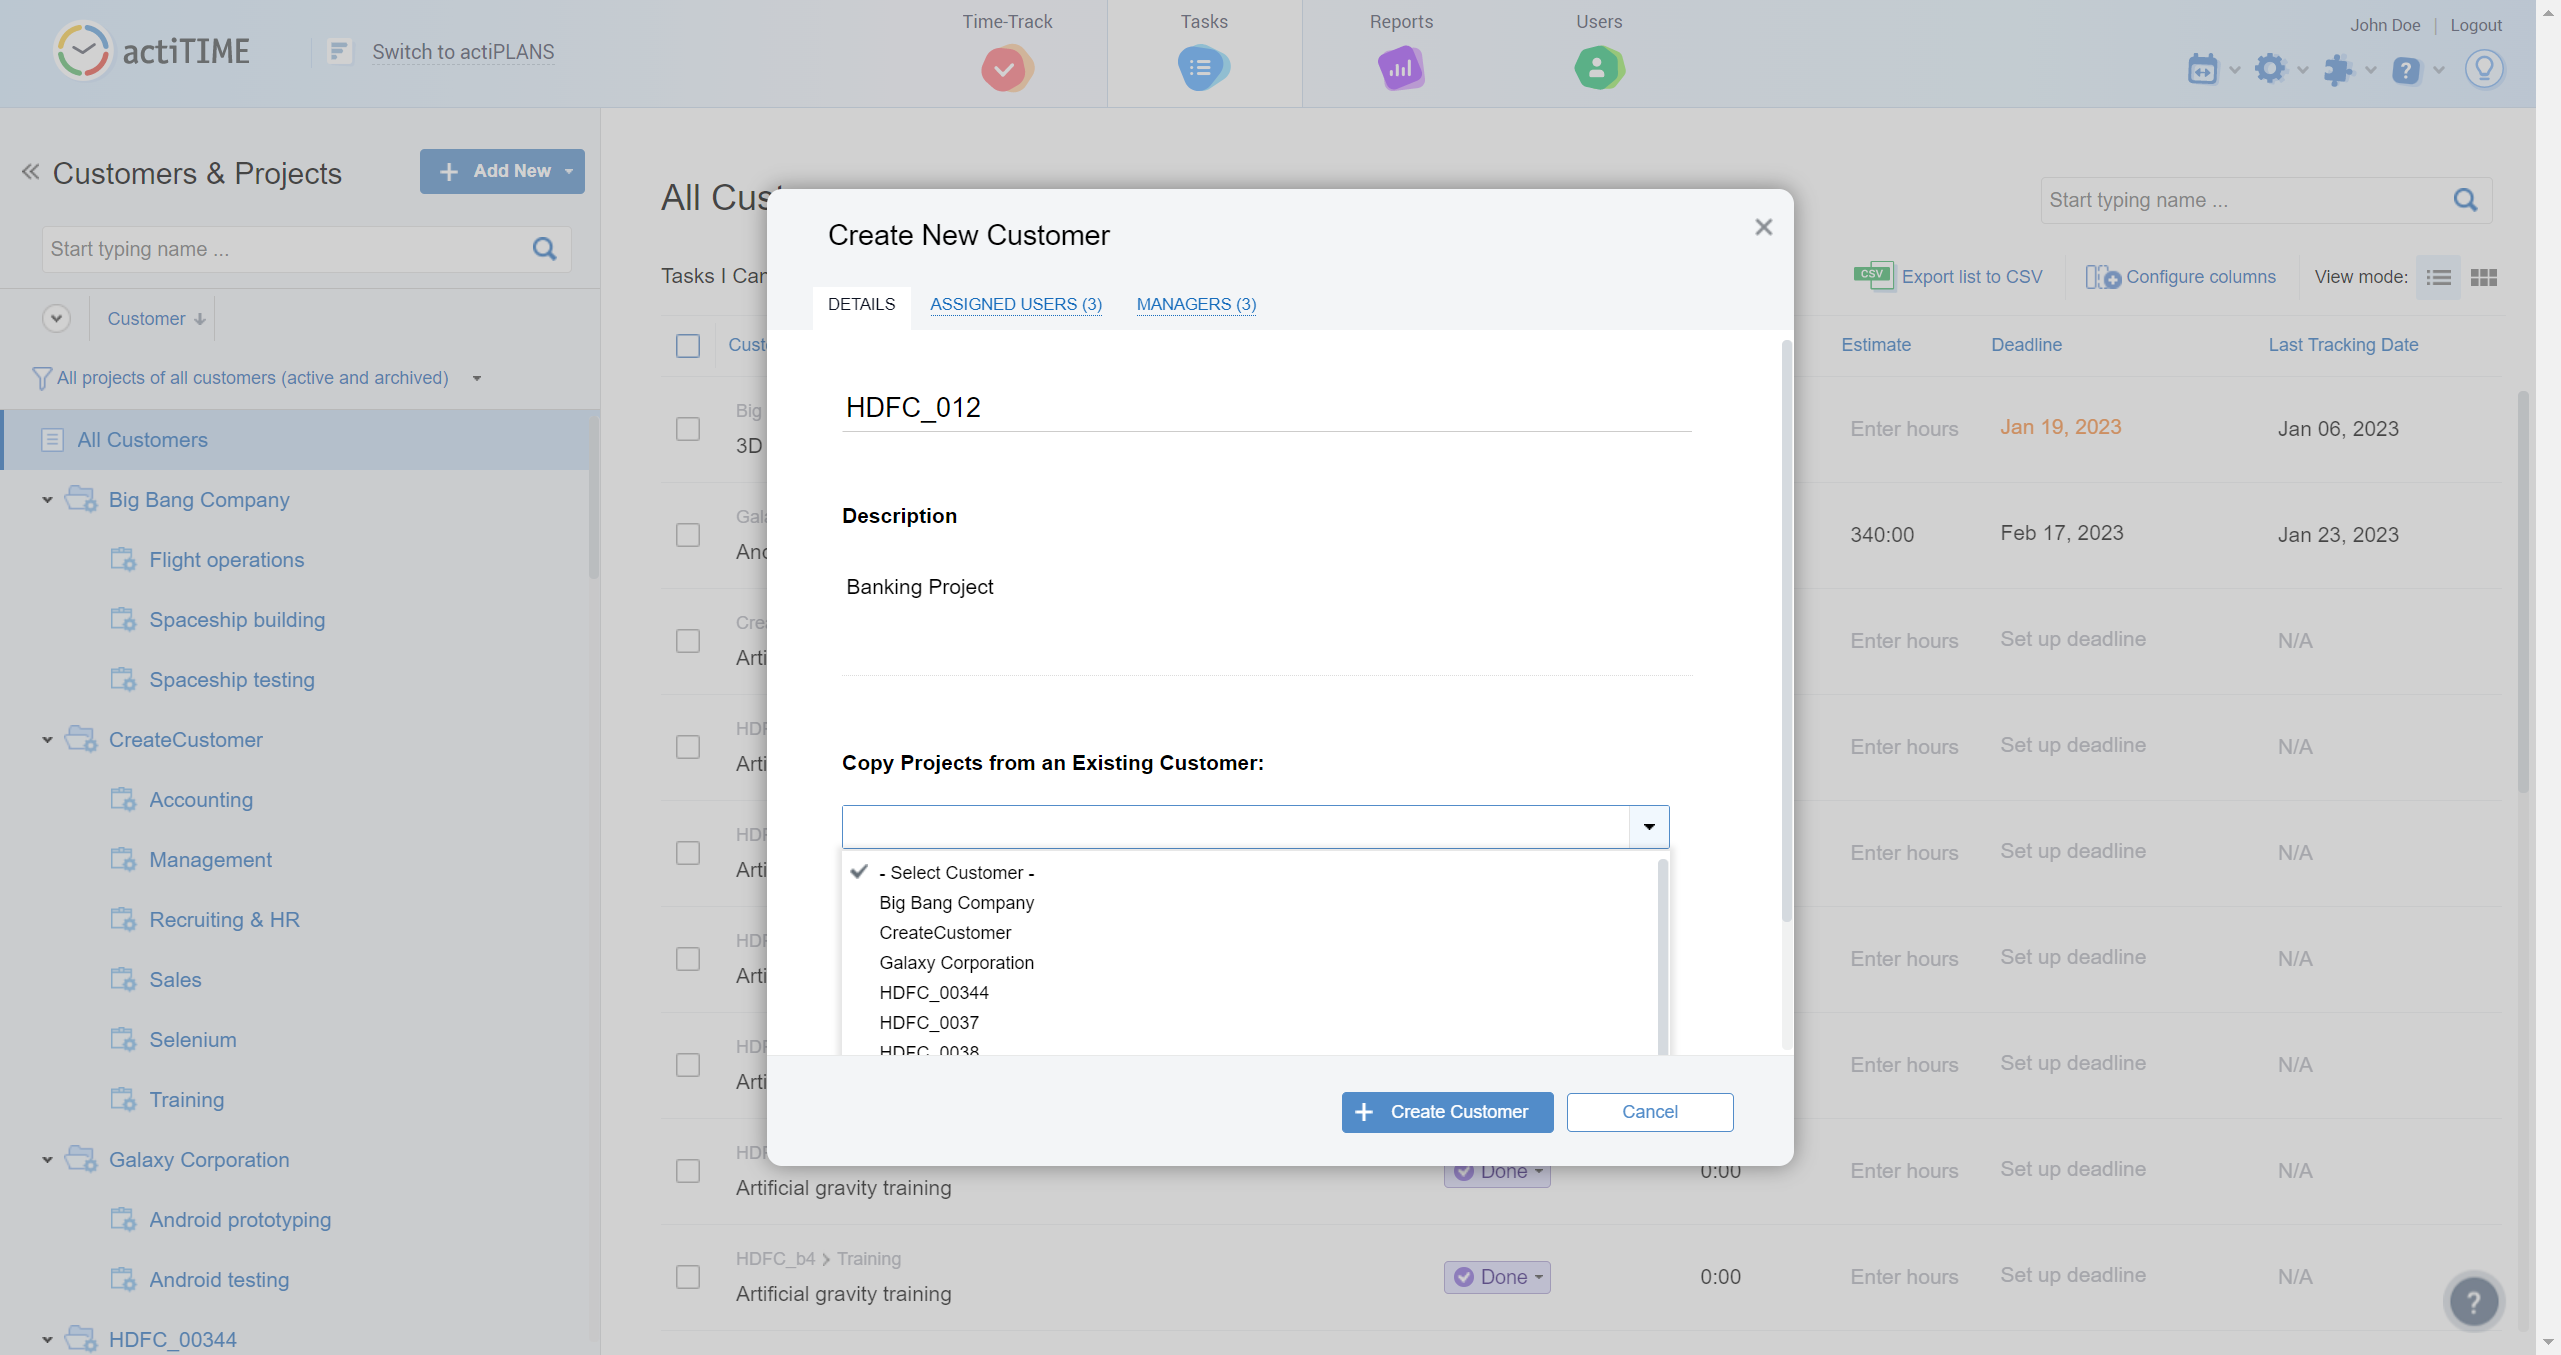 actiTIME
Switch to actiPLANS
Time-Track
Tasks
Reports
Users
John Doe
Logout
Customers & Projects
Add New
Start typing name ...
Customer
All projects of all customers (active and archived)
All Customers
Big Bang Company
Flight operations
Spaceship building
Spaceship testing
CreateCustomer
Accounting
Management
Recruiting & HR
Sales
Selenium
Training
Galaxy Corporation
Android prototyping
Android testing
HDFC_00344
All Cus
Start typing name ...
Tasks I Can
CSV
Export list to CSV
Configure columns
View mode:
Cust
Estimate
Deadline
Last Tracking Date
Big
3D
Enter hours
Jan 19, 2023
Jan 06, 2023
Gala
And
340:00
Feb 17, 2023
Jan 23, 2023
Crea
Arti
Enter hours
Set up deadline
N/A
HDF
Arti
Enter hours
Set up deadline
N/A
HDF
Arti
Enter hours
Set up deadline
N/A
HDF
Arti
Enter hours
Set up deadline
N/A
HDF
Arti
Enter hours
Set up deadline
N/A
HDF
Artificial gravity training
Done
0:00
Enter hours
Set up deadline
N/A
HDFC_b4 > Training
Artificial gravity training
Done
0:00
Enter hours
Set up deadline
N/A
Create New Customer
DETAILS
ASSIGNED USERS (3)
MANAGERS (3)
HDFC_012
Description
Banking Project
Copy Projects from an Existing Customer:
- Select Customer -
Big Bang Company
CreateCustomer
Galaxy Corporation
HDFC_00344
HDFC_0037
HDFC_0038
Create Customer
Cancel
?